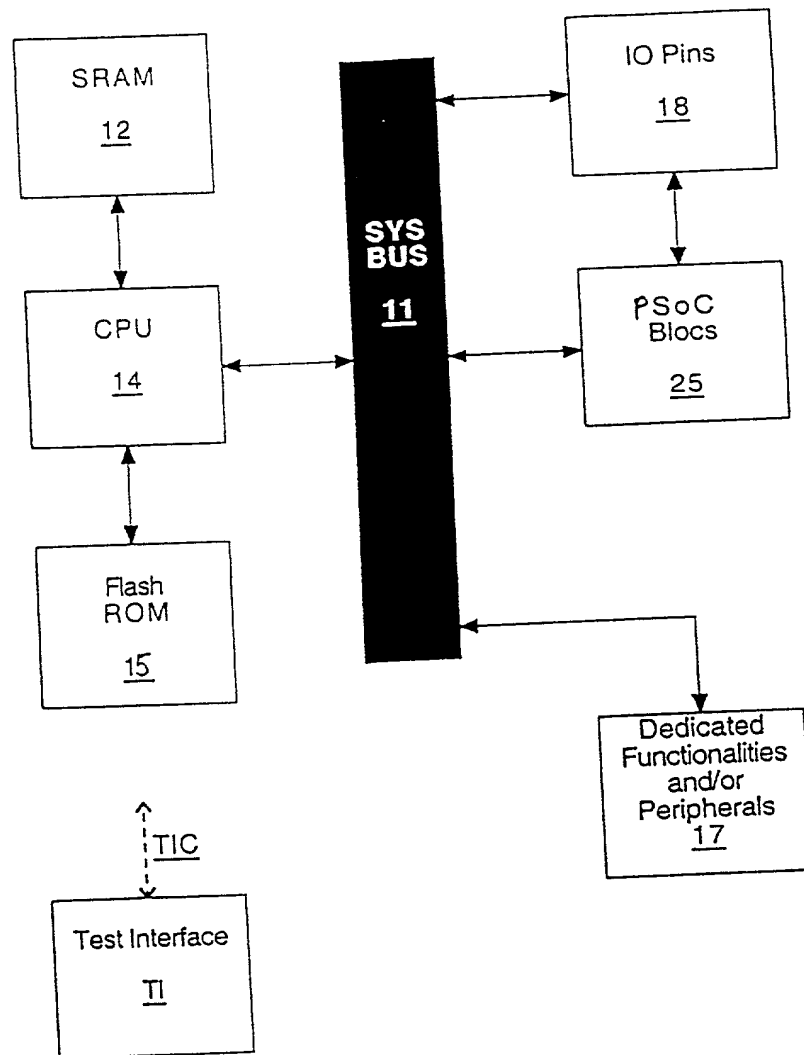 SRAM
12
IO Pins
18
SYS
BUS
11
CPU
14
PSoC
Blocs
25
Flash
ROM
15
Dedicated
Functionalities
and/or
Peripherals
17
TIC
Test Interface
TI